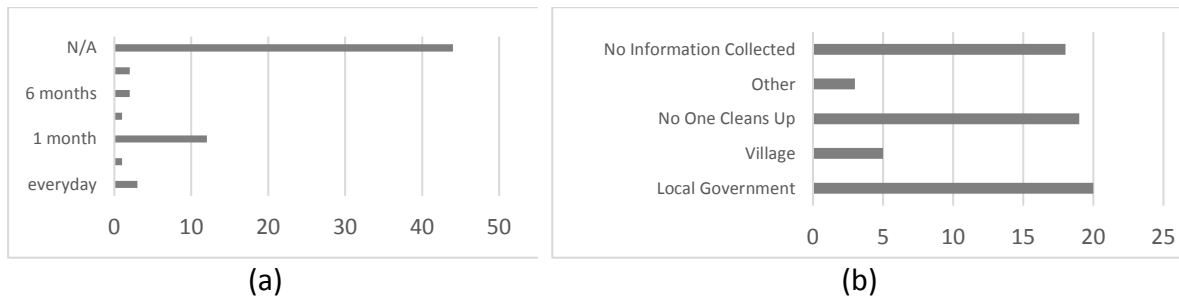 N/A
6 months
1 month
everyday
0 10 20 30 40 50
(a)
No Information Collected
Other
No One Cleans Up
Village
Local Government
0 5 10 15 20 25
(b)